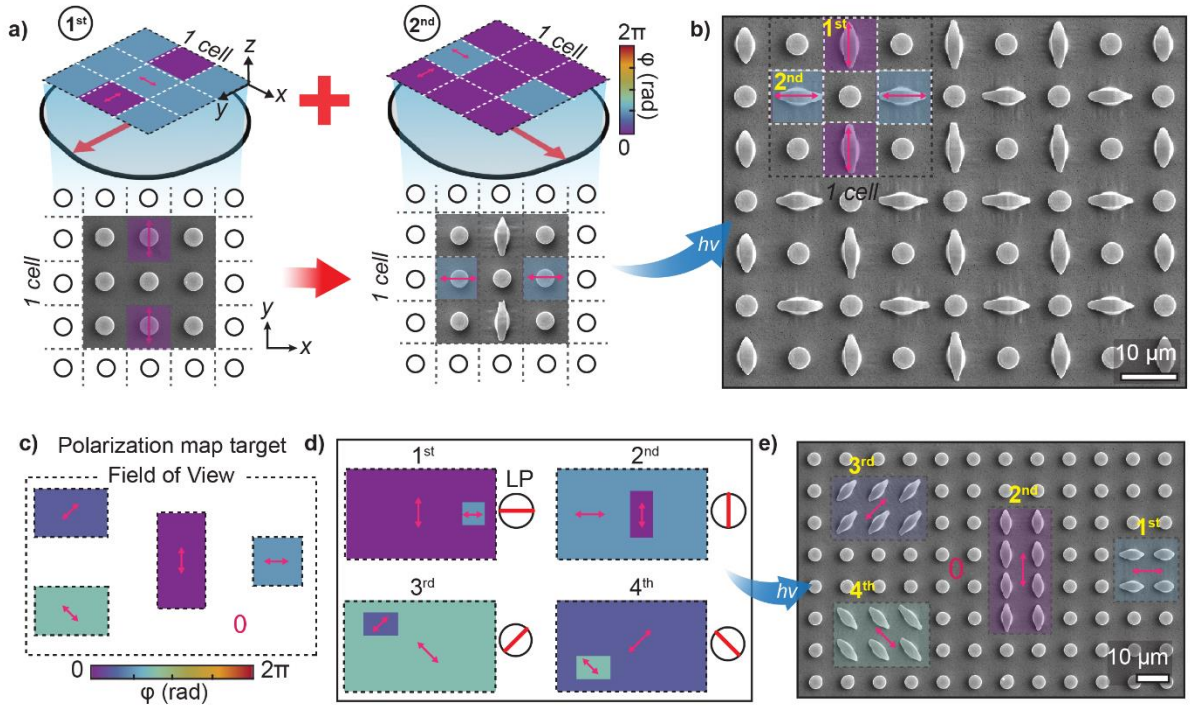 a)
1st
1 cell
z
x
y
2nd
1 cell
2π
φ (rad)
0
1 cell
y
x
1 cell
hν
b)
1st
2nd
1 cell
10 µm
c)
Polarization map target
Field of View
0
0
2π
φ (rad)
d)
1st
LP
2nd
3rd
4th
hν
e)
3rd
2nd
1st
0
4th
10 µm